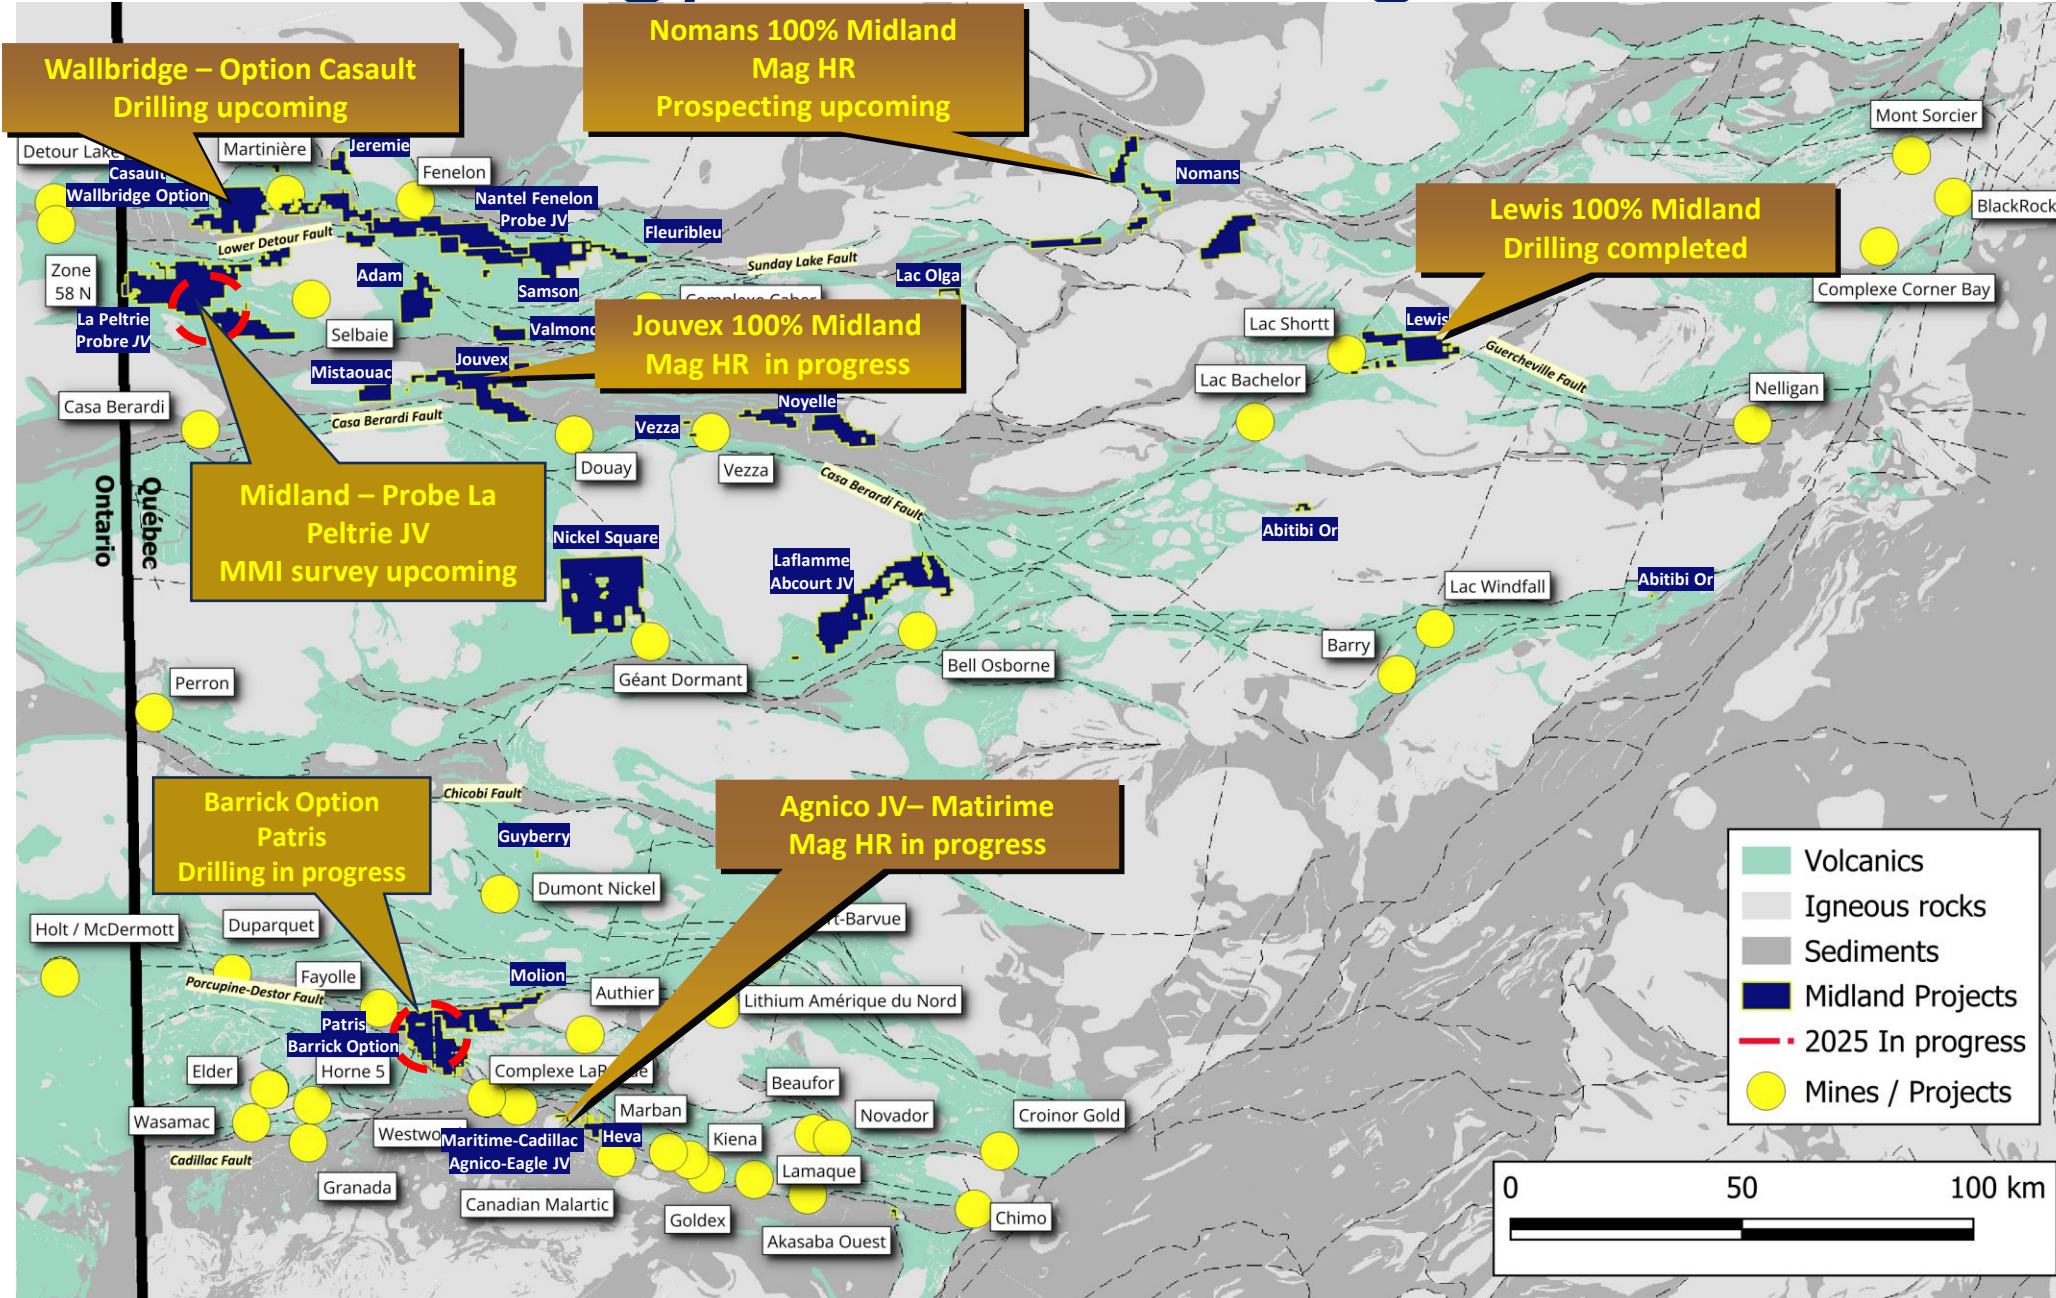 Nomans 100% Midland
Mag HR
Prospecting upcoming
Wallbridge – Option Casault
Drilling upcoming
Mont Sorcier
Detour Lake
Martinière
Jeremie
Fenelon
Casault
Wallbridge Option
Nantel Fenelon
Probe JV
Nomans
BlackRock
Lewis 100% Midland
Drilling completed
Lower Detour Fault
Fleuribleu
Sunday Lake Fault
Zone
58 N
Adam
Samson
Lac Olga
Complexe Corner Bay
La Peltrie
Probre JV
Selbaie
Valmond
Jouvex 100% Midland
Mag HR in progress
Lac Shortt
Lewis
Guercheville Fault
Mistaouac
Jouvex
Lac Bachelor
Nelligan
Casa Berardi
Casa Berardi Fault
Noyelle
Vezza
Douay
Vezza
Casa Berardi Fault
Ontario
Québec
Midland – Probe La
Peltrie JV
MMI survey upcoming
Nickel Square
Abitibi Or
Laflamme
Abcourt JV
Lac Windfall
Abitibi Or
Barry
Bell Osborne
Géant Dormant
Perron
Chicobi Fault
Barrick Option
Patris
Drilling in progress
Agnico JV– Matirime
Mag HR in progress
Guyberry
Dumont Nickel
Holt / McDermott
Duparquet
t-Barvue
Fayolle
Porcupine-Destor Fault
Molion
Authier
Lithium Amérique du Nord
Patris
Barrick Option
Elder
Horne 5
Complexe LaR
Beaufor
Wasamac
Westwo
Maritime-Cadillac
Agnico-Eagle JV
Heva
Marban
Kiena
Novador
Croinor Gold
Cadillac Fault
Granada
Canadian Malartic
Goldex
Lamaque
Akasaba Ouest
Chimo
Volcanics
Igneous rocks
Sediments
Midland Projects
2025 In progress
Mines / Projects
0 50 100 km